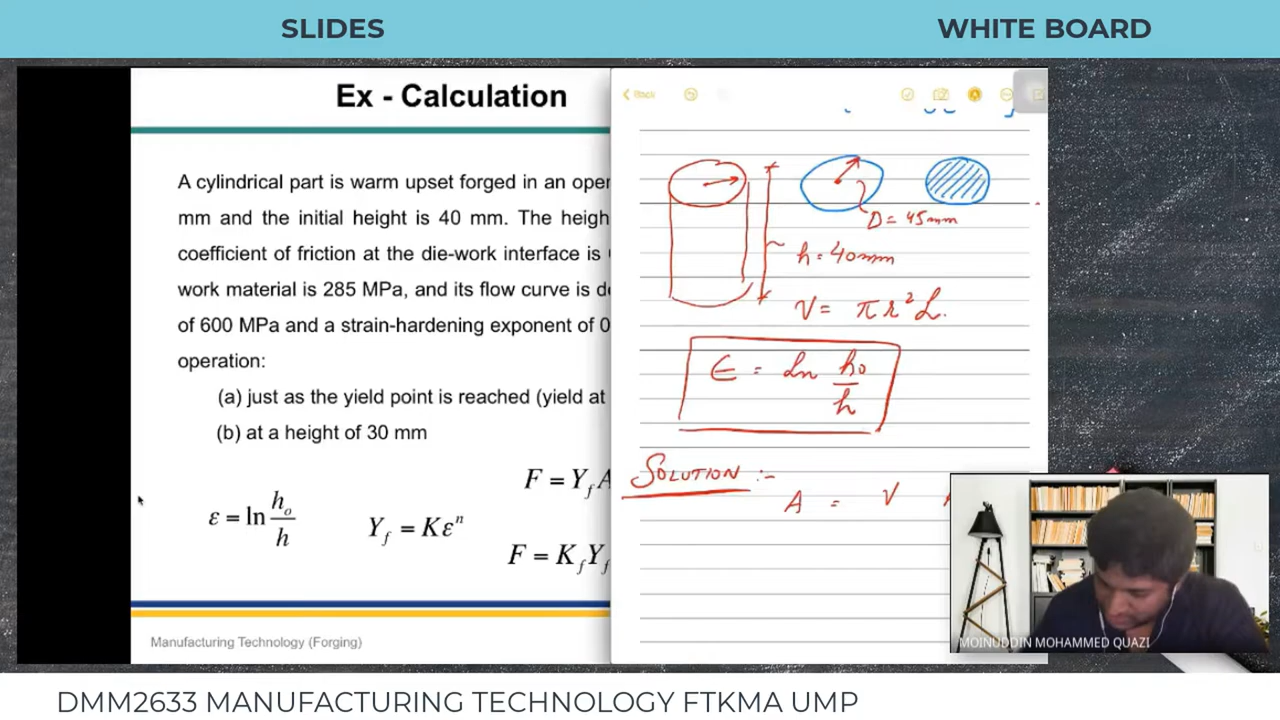 SLIDES
WHITE BOARD
Ex - Calculation
A cylindrical part is warm upset forged in an oper
mm and the initial height is 40 mm. The heigh
coefficient of friction at the die-work interface is
work material is 285 MPa, and its flow curve is d
of 600 MPa and a strain-hardening exponent of 0
operation:
(a) just as the yield point is reached (yield at
(b) at a height of 30 mm
F = Y_f A
ε = ln h_o/h
Y_f = Kε^n
F = K_f Y_f
Manufacturing Technology (Forging)
Back
D = 45mm
h = 40mm
V = πr²L.
ϵ = ln h0/h
SOLUTION :-
A = V
MOINUDDIN MOHAMMED QUAZI
DMM2633 MANUFACTURING TECHNOLOGY FTKMA UMP